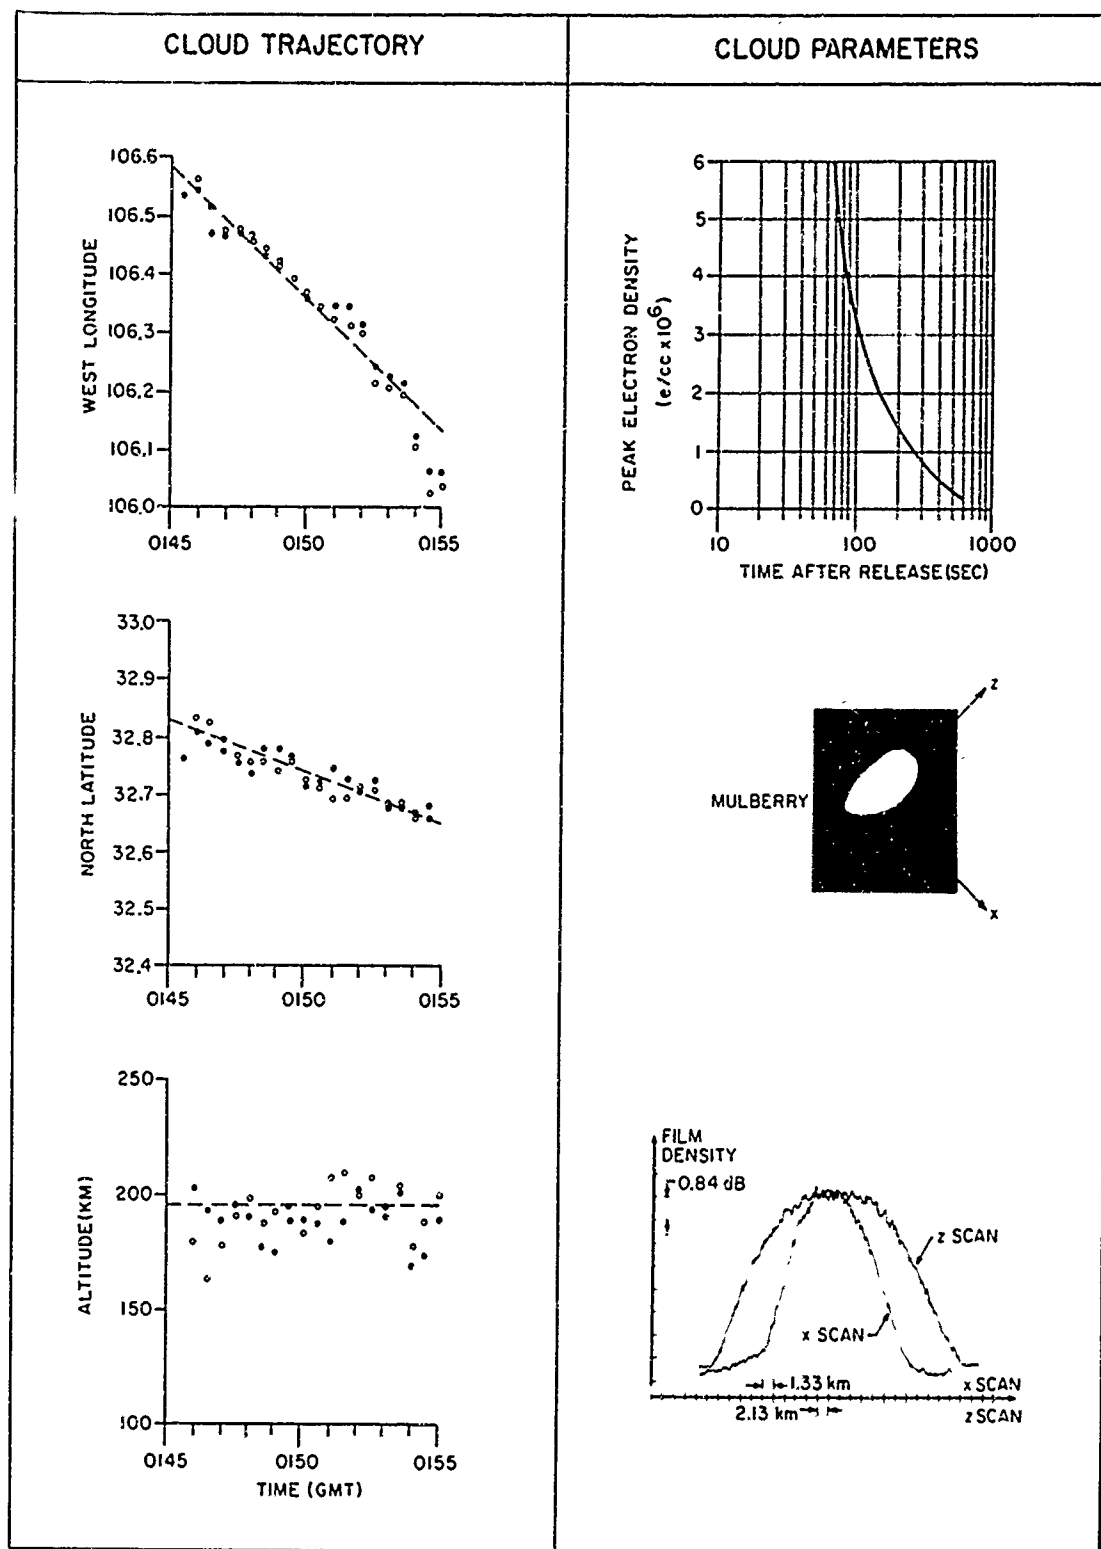 CLOUD TRAJECTORY
CLOUD PARAMETERS
WEST LONGITUDE
106.6
106.5
106.4
106.3
106.2
106.1
106.0
0145
0150
0155
NORTH LATITUDE
33.0
32.9
32.8
32.7
32.6
32.5
32.4
0145
0150
0155
ALTITUDE (KM)
250
200
150
100
0145
0150
0155
TIME (GMT)
PEAK ELECTRON DENSITY
(e/cc x10⁶)
6
5
4
3
2
1
0
10
100
1000
TIME AFTER RELEASE (SEC)
MULBERRY
Z
X
FILM
DENSITY
0.84 dB
Z SCAN
X SCAN
1.33 km
X SCAN
2.13 km
Z SCAN